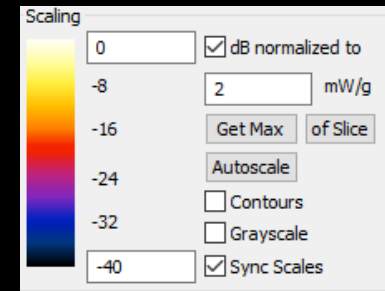 Scaling
0
dB normalized to
-8
2 mW/g
-16
Get Max of Slice
Autoscale
-24
Contours
-32
Grayscale
-40
Sync Scales